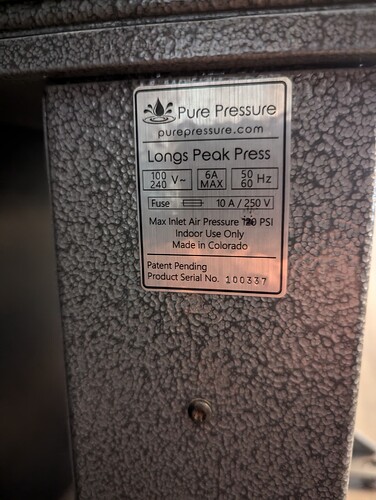 Pure Pressure
purepressure.com
Longs Peak Press
100 240 V~ 6A MAX 50 60 Hz
Fuse 10 A / 250 V
Max Inlet Air Pressure PSI
Indoor Use Only
Made in Colorado
Patent Pending
Product Serial No. 100337